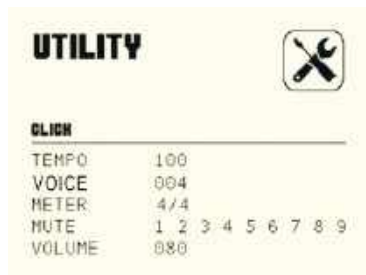 UTILITY
CLICK
TEMPO 100
VOICE 004
METER 4/4
MUTE 1 2 3 4 5 6 7 8 9
VOLUME 080